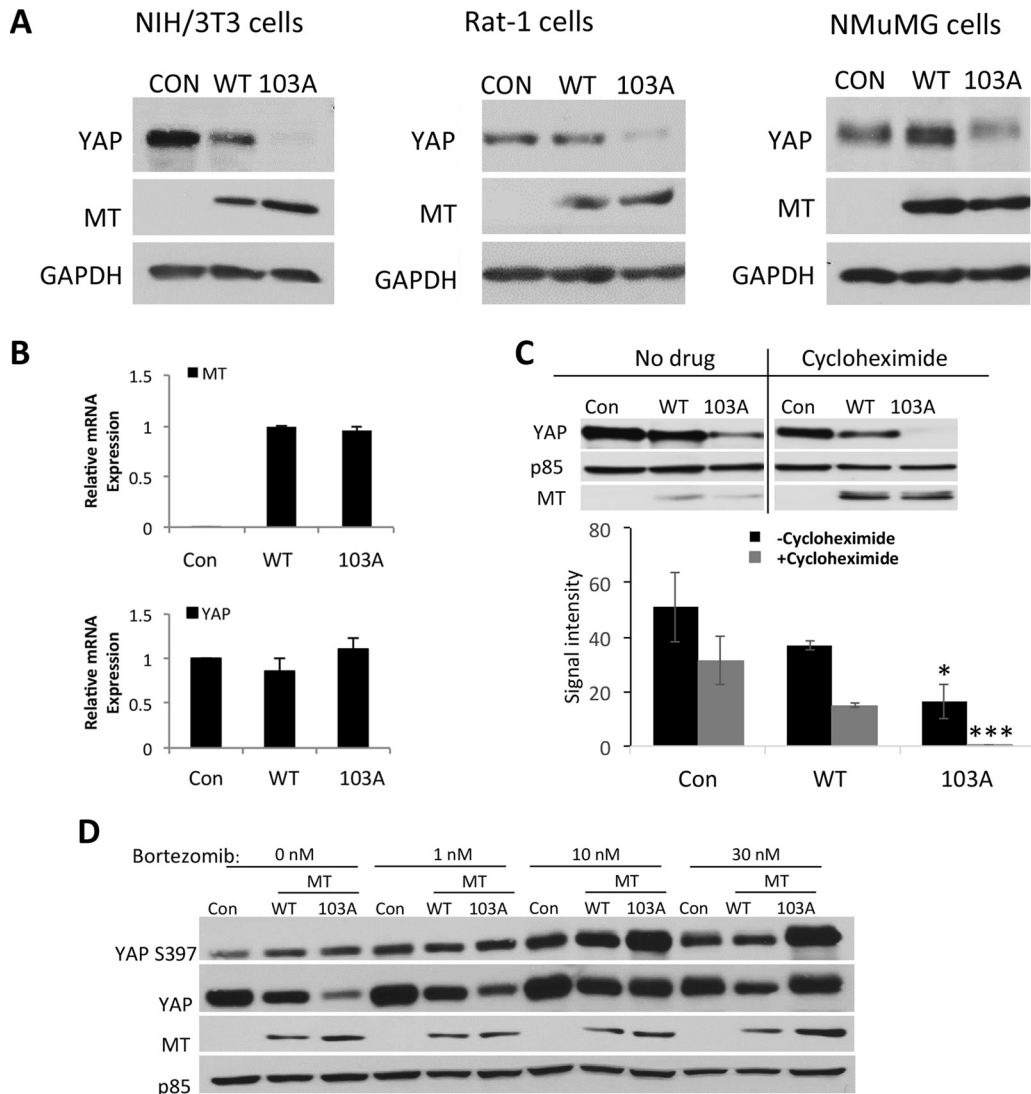 A
NIH/3T3 cells
Rat-1 cells
NMuMG cells
CON WT 103A
CON WT 103A
CON WT 103A
YAP
YAP
YAP
MT
MT
MT
GAPDH
GAPDH
GAPDH
B
1.5
1
0.5
0
Relative mRNA
Expression
MT
Con WT 103A
1.5
1
0.5
0
Relative mRNA
Expression
YAP
Con WT 103A
C
No drug Cycloheximide
Con WT 103A Con WT 103A
YAP
p85
MT
80
60
40
20
0
Signal intensity
-Cycloheximide
+Cycloheximide
*
***
Con WT 103A
D
Bortezomib: 0 nM 1 nM 10 nM 30 nM
MT MT MT MT
Con WT 103A Con WT 103A Con WT 103A Con WT 103A
YAP S397
YAP
MT
p85